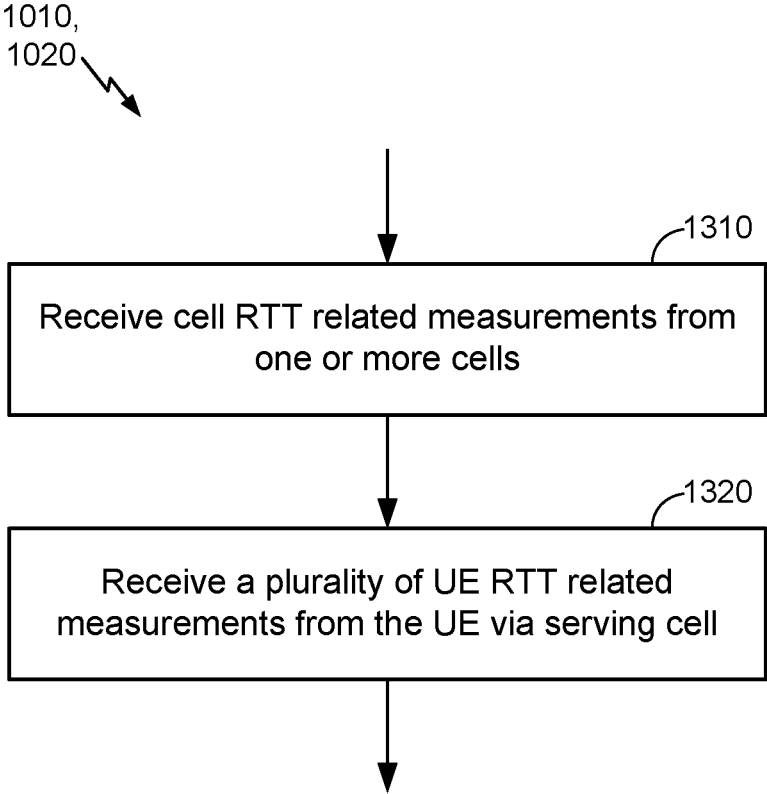 1010,
1020
1310
Receive cell RTT related measurements from
one or more cells
1320
Receive a plurality of UE RTT related
measurements from the UE via serving cell